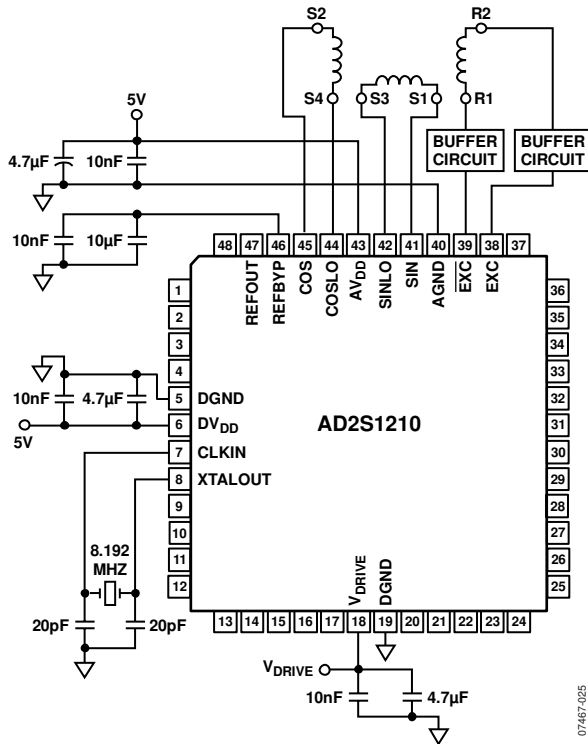 S2
R2
5V
S4
S3
S1
R1
4.7µF
10nF
BUFFER
CIRCUIT
BUFFER
CIRCUIT
10nF
10µF
48 47 46 45 44 43 42 41 40 39 38 37
REFOUT
REFBYP
COS
COSLO
AVDD
SINLO
SIN
AGND
EXC
EXC
1
2
3
4
5 DGND
6 DVDD
7 CLKIN
8 XTALOUT
9
10
11
12
10nF
4.7µF
5V
AD2S1210
36
35
34
33
32
31
30
29
28
27
26
25
8.192
MHZ
20pF
20pF
VDRIVE
DGND
13 14 15 16 17 18 19 20 21 22 23 24
VDRIVE
10nF
4.7µF
07467-025